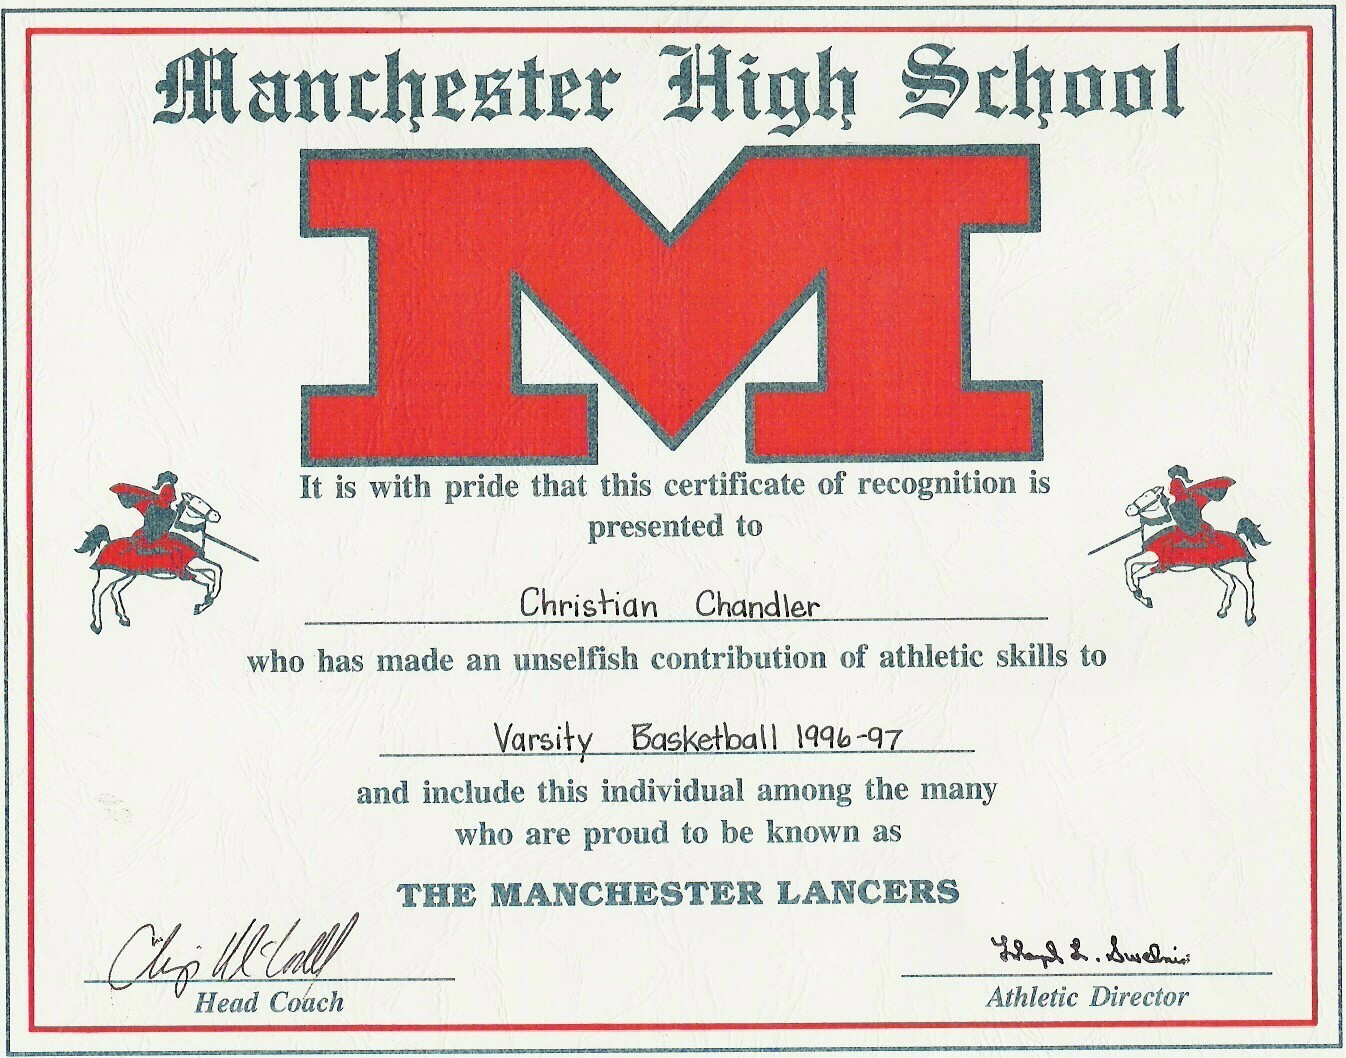 Manchester High School
M
It is with pride that this certificate of recognition is
presented to
Christian Chandler
who has made an unselfish contribution of athletic skills to
Varsity Basketball 1996-97
and include this individual among the many
who are proud to be known as
THE MANCHESTER LANCERS
Head Coach
Athletic Director